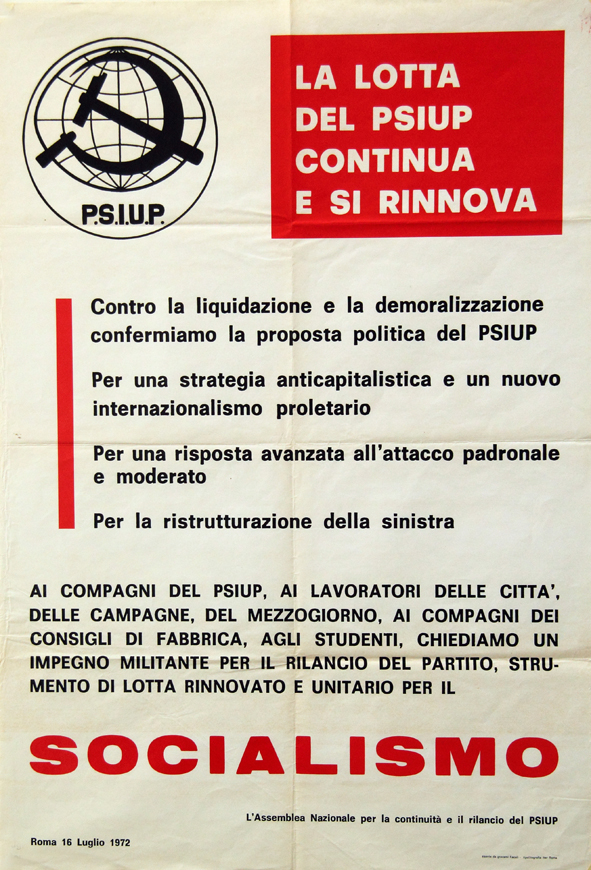 P.S.I.U.P.
LA LOTTA
DEL PSIUP
CONTINUA
E SI RINNOVA
Contro la liquidazione e la demoralizzazione
confermiamo la proposta politica del PSIUP
Per una strategia anticapitalistica e un nuovo
internazionalismo proletario
Per una risposta avanzata all'attacco padronale
e moderato
Per la ristrutturazione della sinistra
AI COMPAGNI DEL PSIUP, AI LAVORATORI DELLE CITTA',
DELLE CAMPAGNE, DEL MEZZOGIORNO, AI COMPAGNI DEI
CONSIGLI DI FABBRICA, AGLI STUDENTI, CHIEDIAMO UN
IMPEGNO MILITANTE PER IL RILANCIO DEL PARTITO, STRU-
MENTO DI LOTTA RINNOVATO E UNITARIO PER IL
SOCIALISMO
L'Assemblea Nazionale per la continuità e il rilancio del PSIUP
Roma 16 Luglio 1972